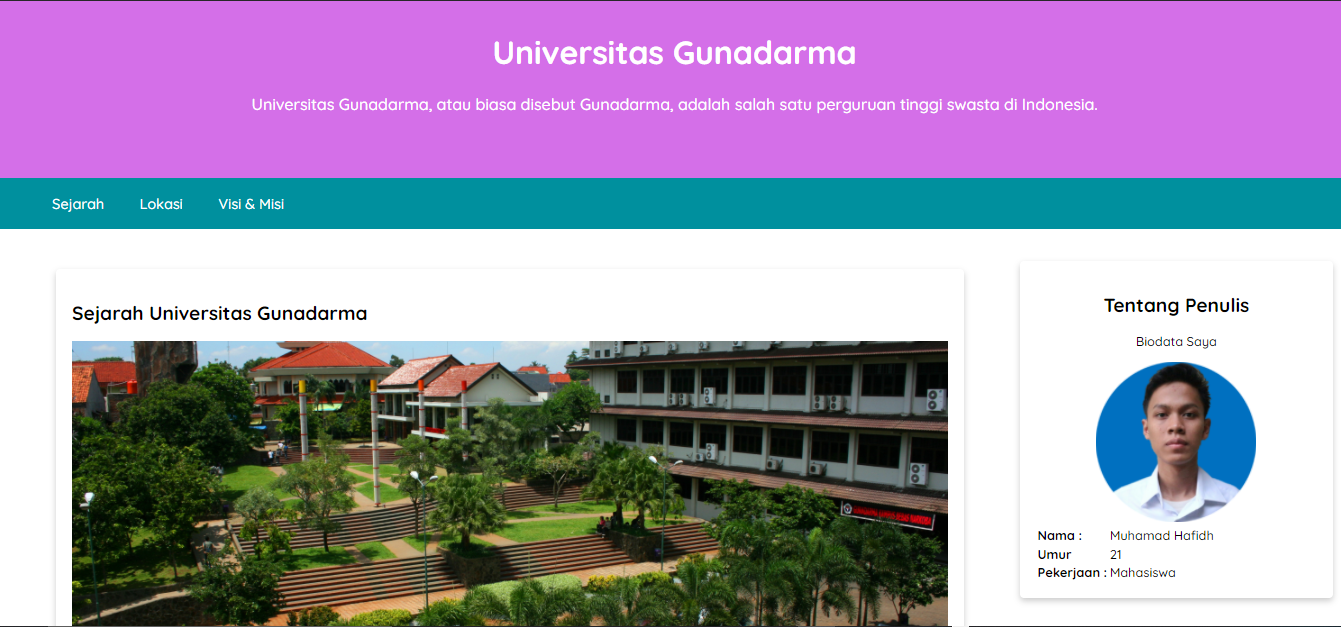 Universitas Gunadarma
Universitas Gunadarma, atau biasa disebut Gunadarma, adalah salah satu perguruan tinggi swasta di Indonesia.
Sejarah Lokasi Visi & Misi
Sejarah Universitas Gunadarma
Tentang Penulis
Biodata Saya
Nama : Muhamad Hafidh
Umur 21
Pekerjaan : Mahasiswa